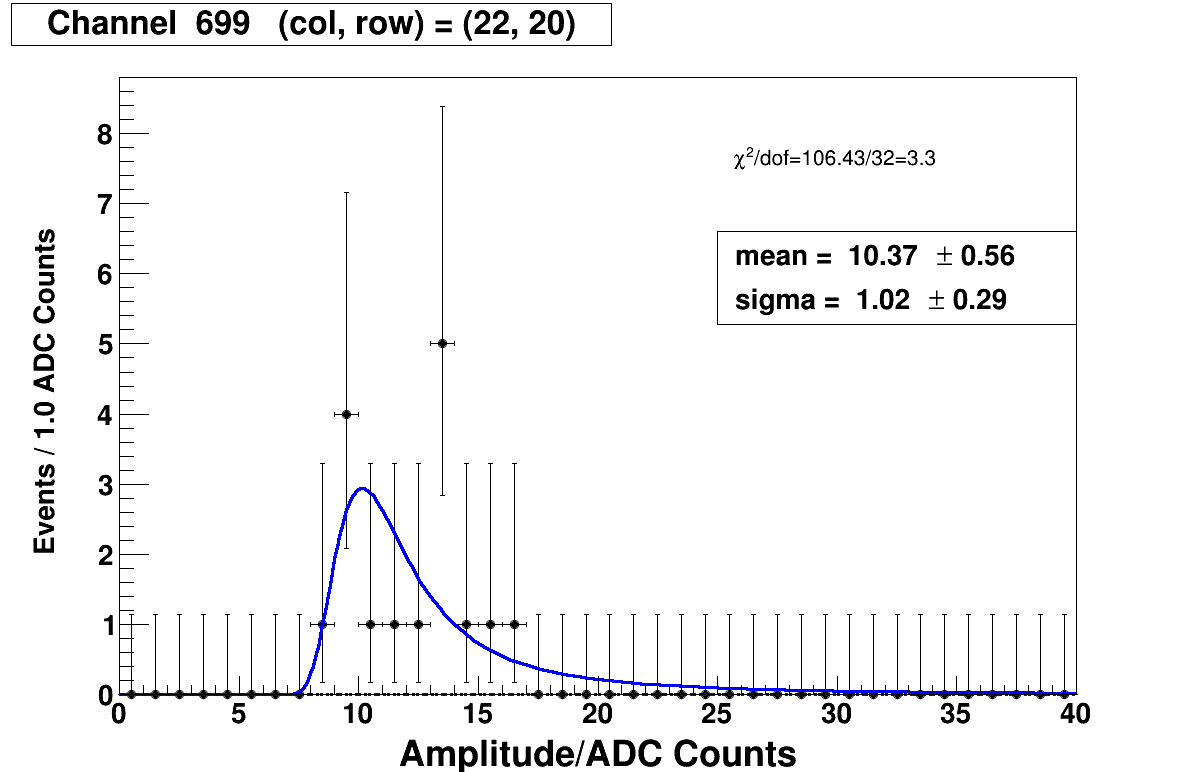 Channel  699   (col, row) = (22, 20)
χ²/dof=106.43/32=3.3
mean =  10.37  ± 0.56
sigma =  1.02  ± 0.29
Events / 1.0 ADC Counts
8
7
6
5
4
3
2
1
0
0 5 10 15 20 25 30 35 40
Amplitude/ADC Counts